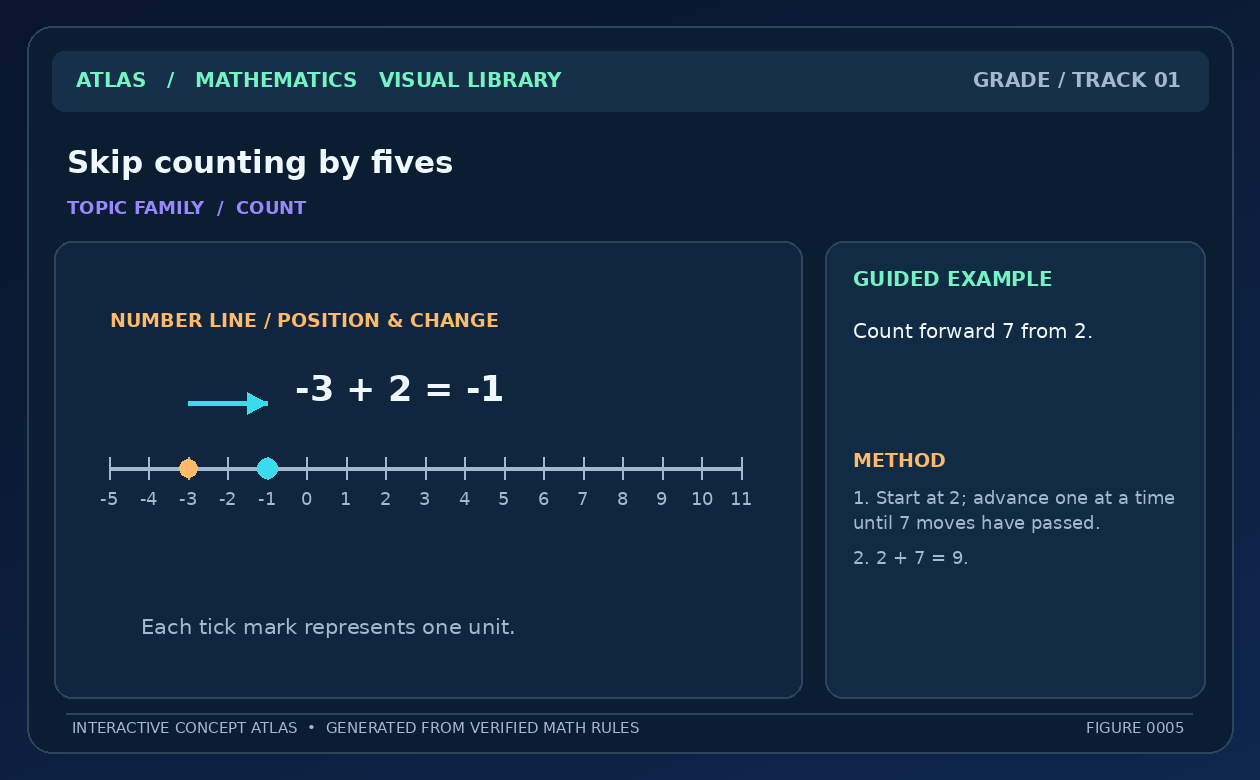 ATLAS / MATHEMATICS VISUAL LIBRARY
GRADE / TRACK 01
Skip counting by fives
TOPIC FAMILY / COUNT
NUMBER LINE / POSITION & CHANGE
-3 + 2 = -1
-5 -4 -3 -2 -1 0 1 2 3 4 5 6 7 8 9 10 11
Each tick mark represents one unit.
GUIDED EXAMPLE
Count forward 7 from 2.
METHOD
1. Start at 2; advance one at a time
until 7 moves have passed.
2. 2 + 7 = 9.
INTERACTIVE CONCEPT ATLAS • GENERATED FROM VERIFIED MATH RULES
FIGURE 0005